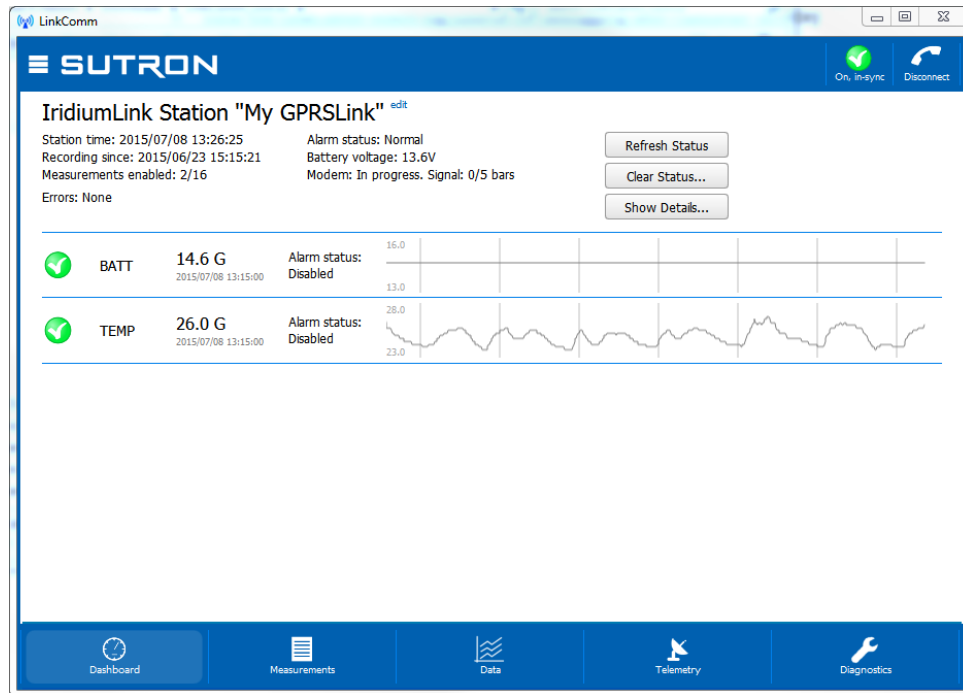 LinkComm
SUTRON
On, in-sync
Disconnect
IridiumLink Station "My GPRSLink" edit
Station time: 2015/07/08 13:26:25
Recording since: 2015/06/23 15:15:21
Measurements enabled: 2/16
Errors: None
Alarm status: Normal
Battery voltage: 13.6V
Modem: In progress. Signal: 0/5 bars
Refresh Status
Clear Status...
Show Details...
BATT
14.6 G
2015/07/08 13:15:00
Alarm status:
Disabled
16.0
13.0
TEMP
26.0 G
2015/07/08 13:15:00
Alarm status:
Disabled
28.0
23.0
Dashboard
Measurements
Data
Telemetry
Diagnostics